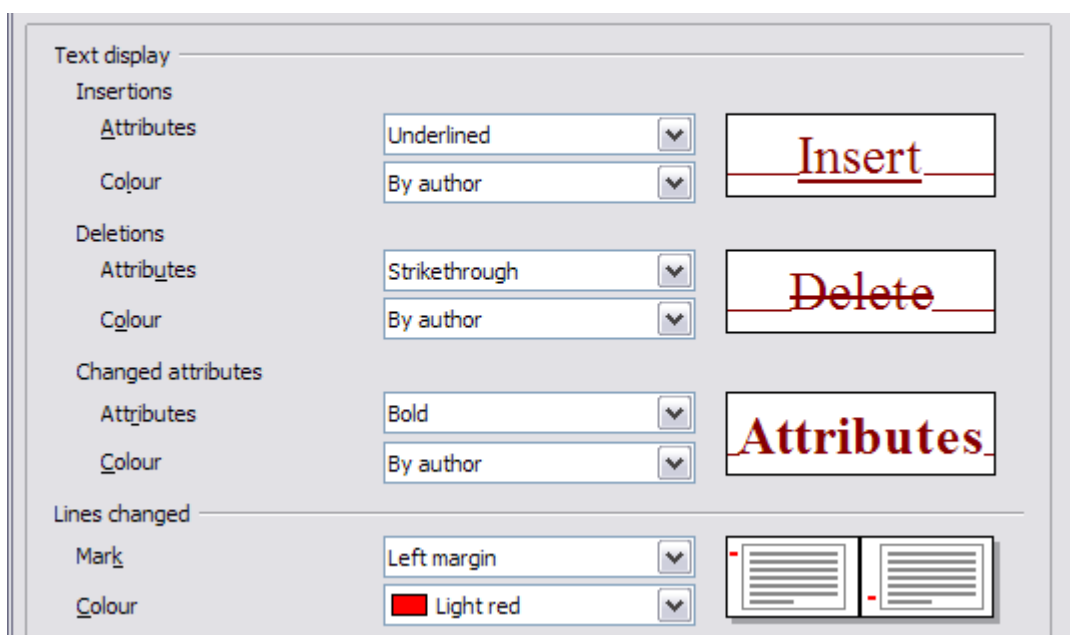 Text display
Insertions
Attributes Underlined
Colour By author
Insert
Deletions
Attributes Strikethrough
Colour By author
Delete
Changed attributes
Attributes Bold
Colour By author
Attributes
Lines changed
Mark Left margin
Colour Light red